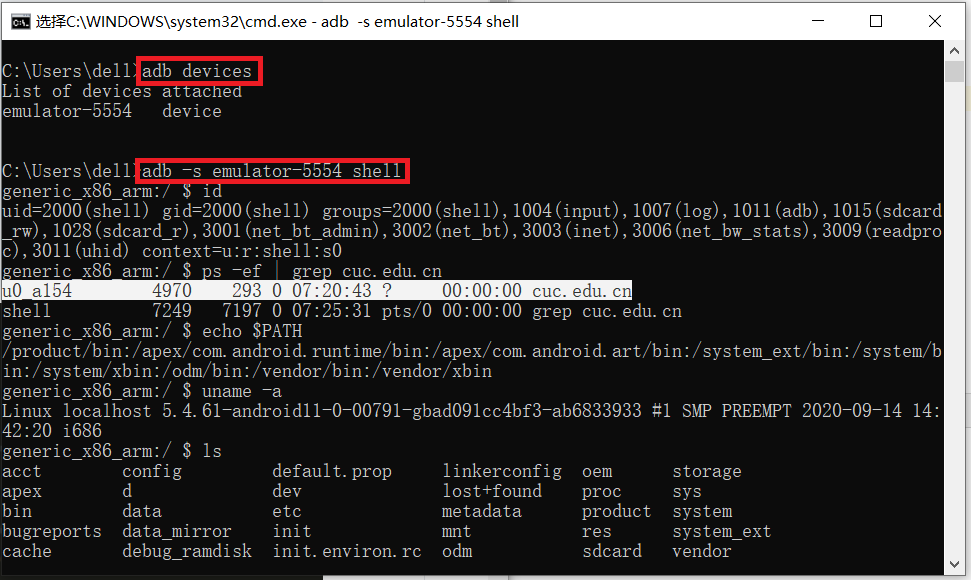 选择C:\WINDOWS\system32\cmd.exe - adb  -s emulator-5554 shell
C:\Users\dell>adb devices
List of devices attached
emulator-5554   device
C:\Users\dell>adb -s emulator-5554 shell
generic_x86_arm:/ $ id
uid=2000(shell) gid=2000(shell) groups=2000(shell),1004(input),1007(log),1011(adb),1015(sdcard
_rw),1028(sdcard_r),3001(net_bt_admin),3002(net_bt),3003(inet),3006(net_bw_stats),3009(readpro
c),3011(uhid) context=u:r:shell:s0
generic_x86_arm:/ $ ps -ef | grep cuc.edu.cn
u0_a154        4970    293 0 07:20:43 ?     00:00:00 cuc.edu.cn
shell          7249   7197 0 07:25:31 pts/0 00:00:00 grep cuc.edu.cn
generic_x86_arm:/ $ echo $PATH
/product/bin:/apex/com.android.runtime/bin:/apex/com.android.art/bin:/system_ext/bin:/system/b
in:/system/xbin:/odm/bin:/vendor/bin:/vendor/xbin
generic_x86_arm:/ $ uname -a
Linux localhost 5.4.61-android11-0-00791-gbad091cc4bf3-ab6833933 #1 SMP PREEMPT 2020-09-14 14:
42:20 i686
generic_x86_arm:/ $ ls
acct        config         default.prop     linkerconfig  oem      storage
apex        d              dev              lost+found    proc     sys
bin         data           etc              metadata      product  system
bugreports  data_mirror    init             mnt           res      system_ext
cache       debug_ramdisk  init.environ.rc  odm           sdcard   vendor